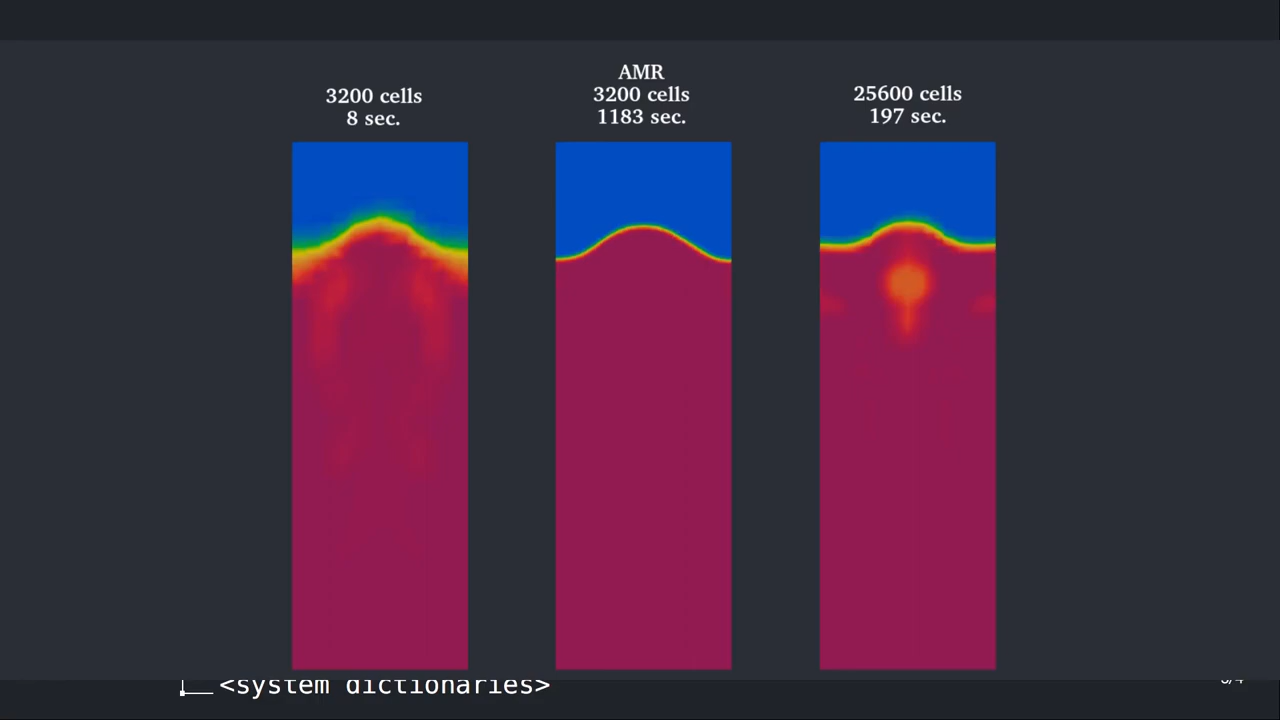 3200 cells
8 sec.
AMR
3200 cells
1183 sec.
25600 cells
197 sec.
<system dictionaries>